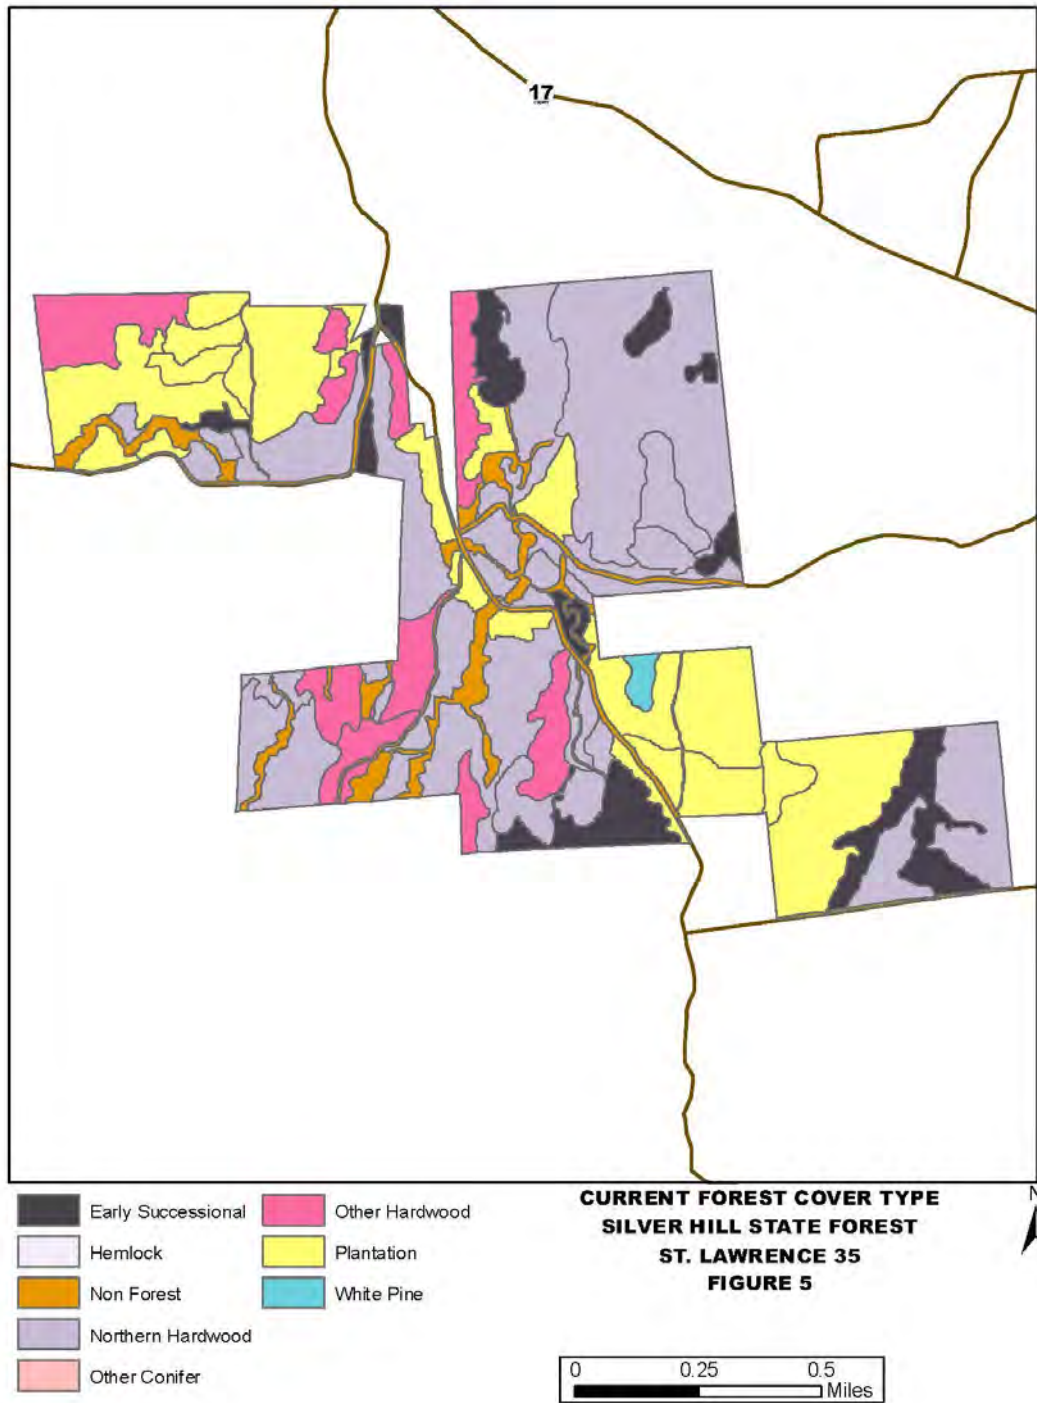 17
Early Successional
Hemlock
Non Forest
Northern Hardwood
Other Conifer
Other Hardwood
Plantation
White Pine
CURRENT FOREST COVER TYPE
SILVER HILL STATE FOREST
ST. LAWRENCE 35
FIGURE 5
N
0 0.25 0.5
Miles